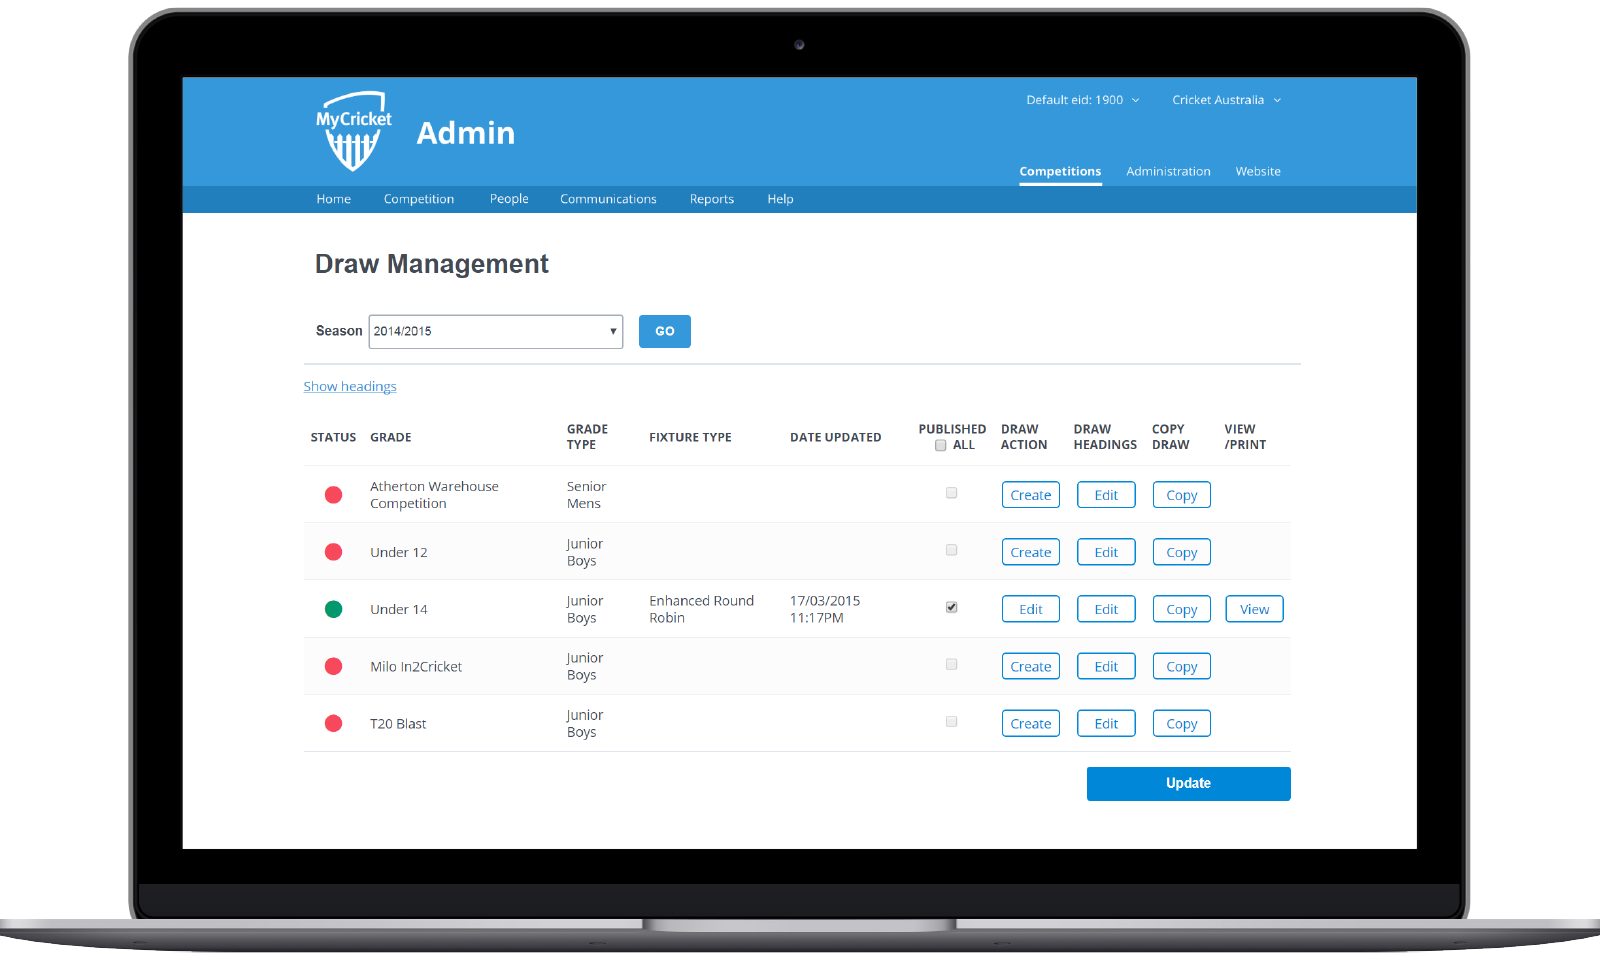 Default eid: 1900 Cricket Australia
MyCricket
Admin
Competitions Administration Website
Home Competition People Communications Reports Help
Draw Management
Season 2014/2015 GO
Show headings
STATUS GRADE GRADE TYPE FIXTURE TYPE DATE UPDATED PUBLISHED ALL DRAW ACTION DRAW HEADINGS COPY DRAW VIEW /PRINT
Atherton Warehouse Senior
Competition Mens
Create Edit Copy
Under 12 Junior Boys Create Edit Copy
Under 14 Junior Boys Enhanced Round Robin 17/03/2015 11:17PM Edit Edit Copy View
Milo In2Cricket Junior Boys Create Edit Copy
T20 Blast Junior Boys Create Edit Copy
Update